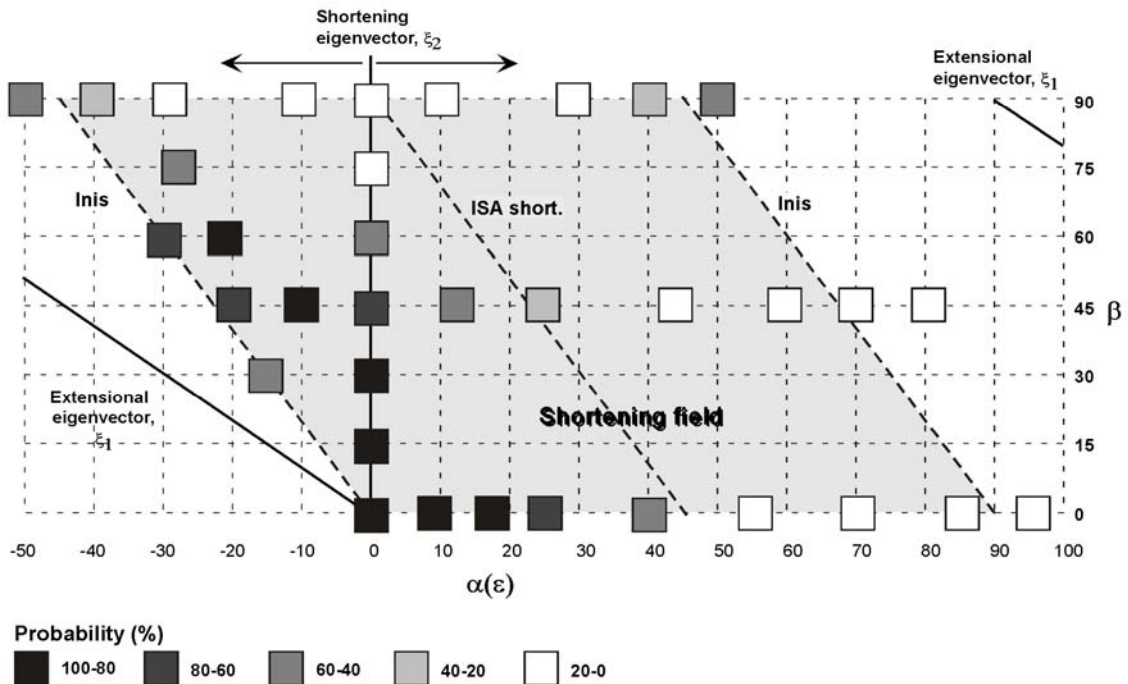 Shortening
eigenvector, ξ2
Extensional
eigenvector, ξ1
90
75
60
45
30
15
0
β
Inis
ISA short.
Inis
Extensional
eigenvector,
ξ1
Shortening field
-50 -40 -30 -20 -10 0 10 20 30 40 50 60 70 80 90 100
α(ε)
Probability (%)
100-80 80-60 60-40 40-20 20-0